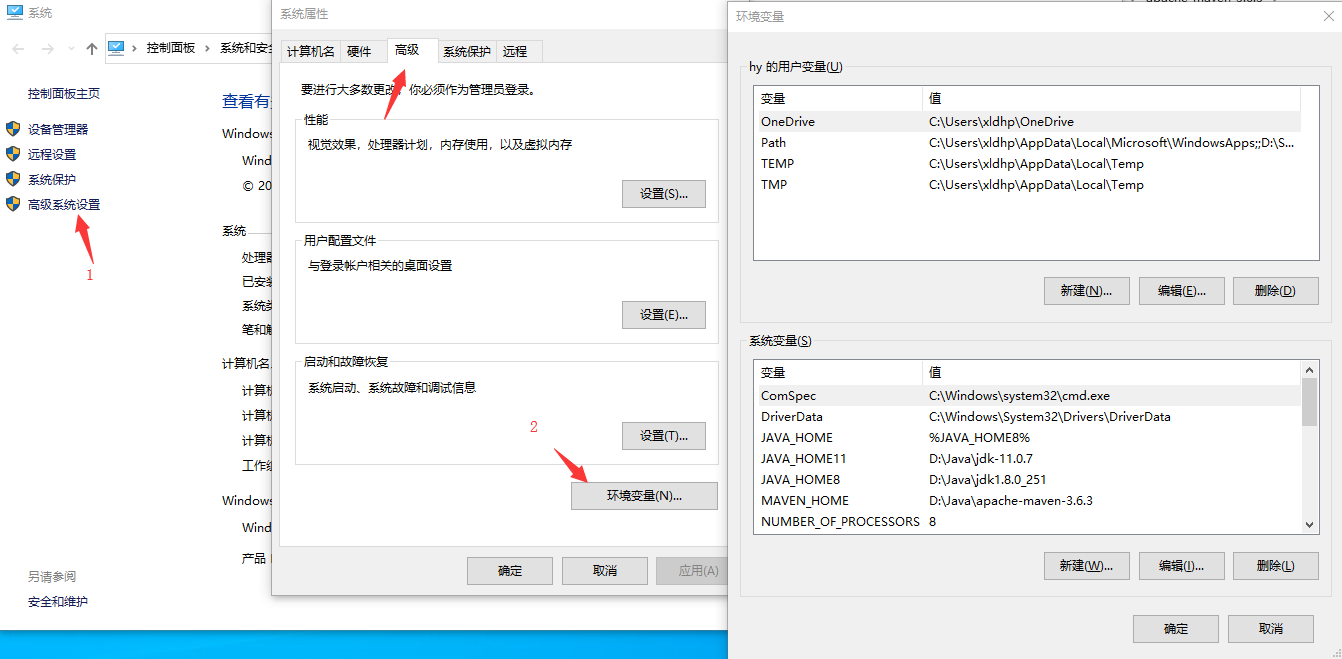 系统
控制面板
系统和安全
控制面板主页
设备管理器
远程设置
系统保护
高级系统设置
1
查看有
Windows
Wind
© 20
系统
处理器
已安装
系统类
笔和触
计算机名
计算机
计算机
计算机
工作组
Windows
Wind
产品
另请参阅
安全和维护
系统属性
计算机名 硬件 高级 系统保护 远程
要进行大多数更改，你必须作为管理员登录。
性能
视觉效果，处理器计划，内存使用，以及虚拟内存
设置(S)...
用户配置文件
与登录帐户相关的桌面设置
设置(E)...
启动和故障恢复
系统启动、系统故障和调试信息
2
设置(T)...
环境变量(N)...
确定 取消 应用(A)
环境变量
hy 的用户变量(U)
变量 值
OneDrive C:\Users\xldhp\OneDrive
Path C:\Users\xldhp\AppData\Local\Microsoft\WindowsApps;;D:\S...
TEMP C:\Users\xldhp\AppData\Local\Temp
TMP C:\Users\xldhp\AppData\Local\Temp
新建(N)... 编辑(E)... 删除(D)
系统变量(S)
变量 值
ComSpec C:\Windows\system32\cmd.exe
DriverData C:\Windows\System32\Drivers\DriverData
JAVA_HOME %JAVA_HOME8%
JAVA_HOME11 D:\Java\jdk-11.0.7
JAVA_HOME8 D:\Java\jdk1.8.0_251
MAVEN_HOME D:\Java\apache-maven-3.6.3
NUMBER_OF_PROCESSORS 8
新建(W)... 编辑(I)... 删除(L)
确定 取消